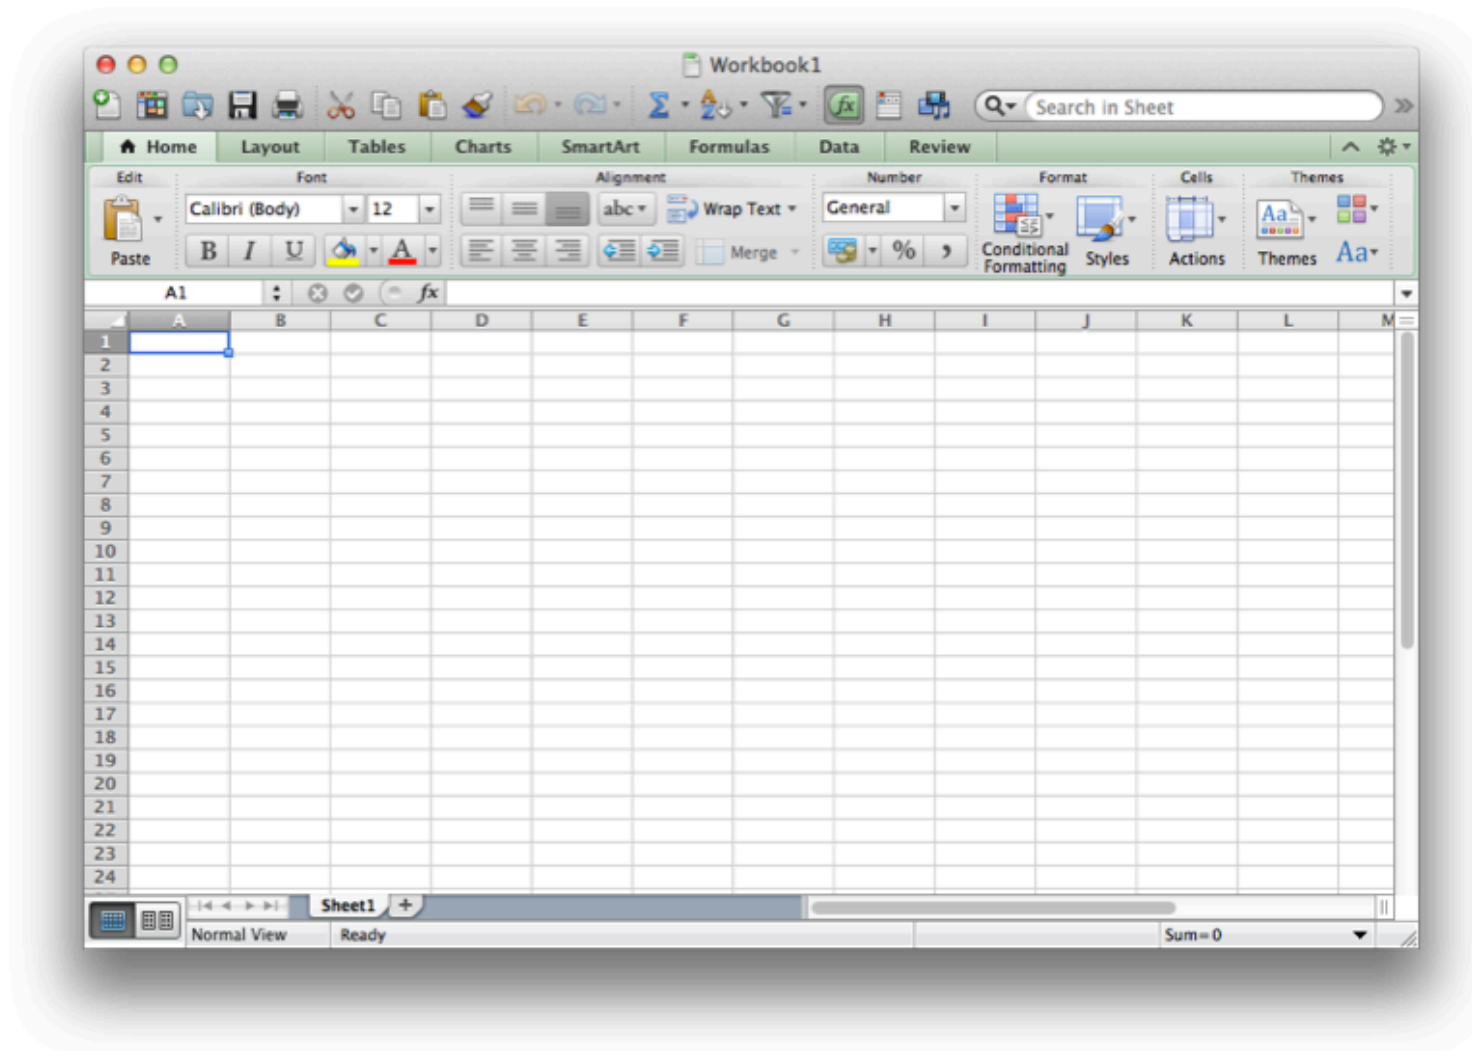 Workbook1
fx Search in Sheet
Home Layout Tables Charts SmartArt Formulas Data Review
Edit Font Alignment Number Format Cells Themes
Calibri (Body) 12 abc Wrap Text General Aa
B I U A Merge % , Conditional Formatting Styles Actions Themes Aa
Paste
A1 fx
A B C D E F G H I J K L M
1
2
3
4
5
6
7
8
9
10
11
12
13
14
15
16
17
18
19
20
21
22
23
24
Sheet1 +
Normal View Ready Sum=0